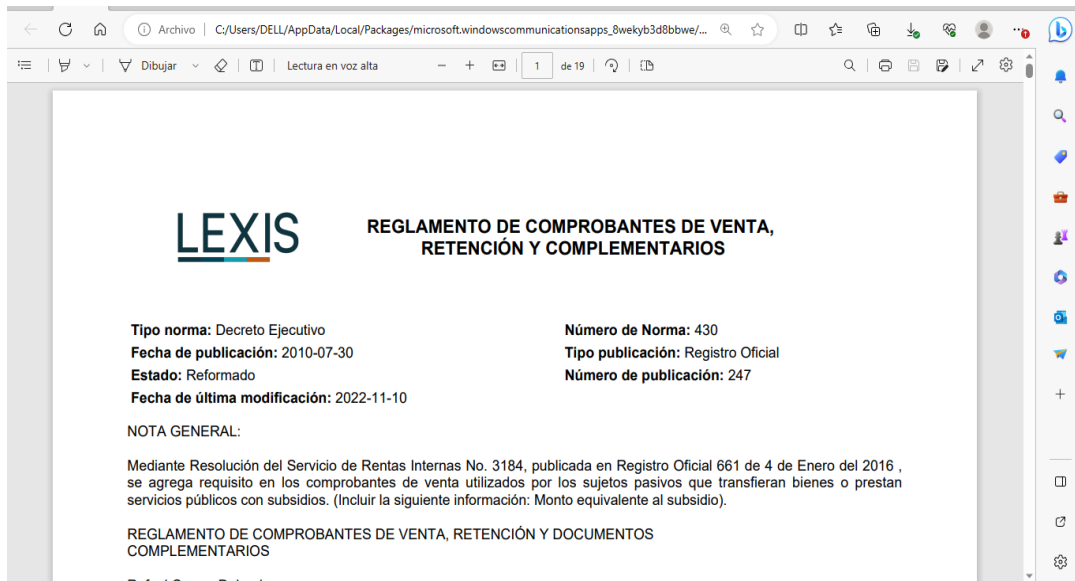 Archivo
C:/Users/DELL/AppData/Local/Packages/microsoft.windowscommunicationsapps_8wekyb3d8bbwe/...
Dibujar
Lectura en voz alta
1
de 19
LEXIS
REGLAMENTO DE COMPROBANTES DE VENTA,
RETENCIÓN Y COMPLEMENTARIOS
Tipo norma: Decreto Ejecutivo
Número de Norma: 430
Fecha de publicación: 2010-07-30
Tipo publicación: Registro Oficial
Estado: Reformado
Número de publicación: 247
Fecha de última modificación: 2022-11-10
NOTA GENERAL:
Mediante Resolución del Servicio de Rentas Internas No. 3184, publicada en Registro Oficial 661 de 4 de Enero del 2016 ,
se agrega requisito en los comprobantes de venta utilizados por los sujetos pasivos que transfieran bienes o prestan
servicios públicos con subsidios. (Incluir la siguiente información: Monto equivalente al subsidio).
REGLAMENTO DE COMPROBANTES DE VENTA, RETENCIÓN Y DOCUMENTOS
COMPLEMENTARIOS